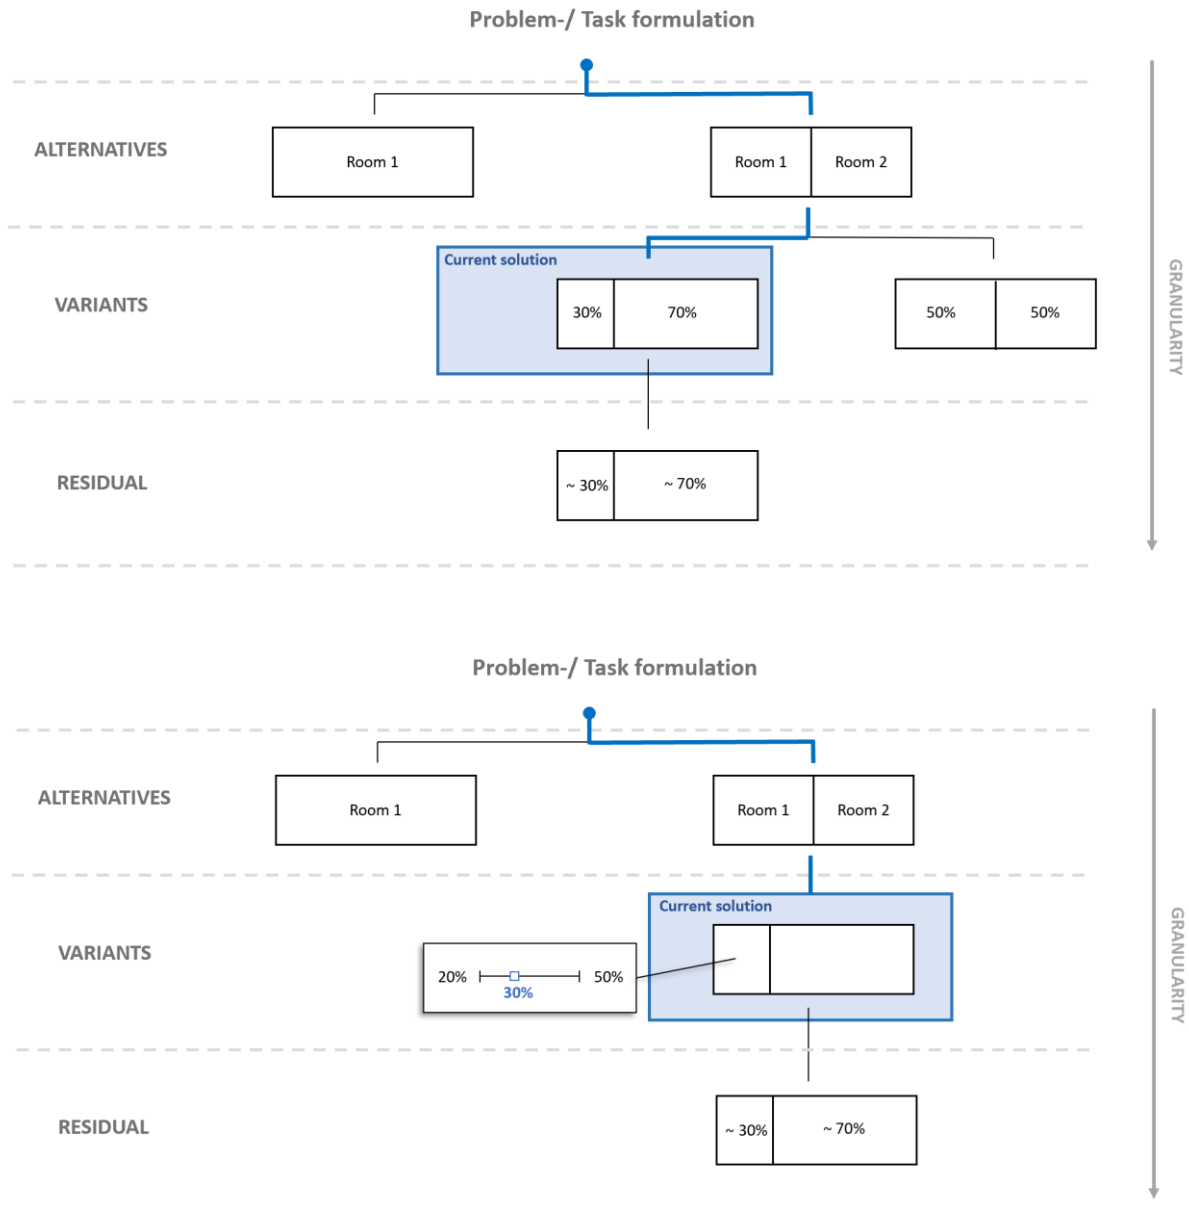 Problem-/ Task formulation
ALTERNATIVES
Room 1
Room 1
Room 2
Current solution
VARIANTS
30%
70%
50%
50%
GRANULARITY
RESIDUAL
~ 30%
~ 70%
Problem-/ Task formulation
ALTERNATIVES
Room 1
Room 1
Room 2
Current solution
VARIANTS
20%
50%
30%
GRANULARITY
RESIDUAL
~ 30%
~ 70%